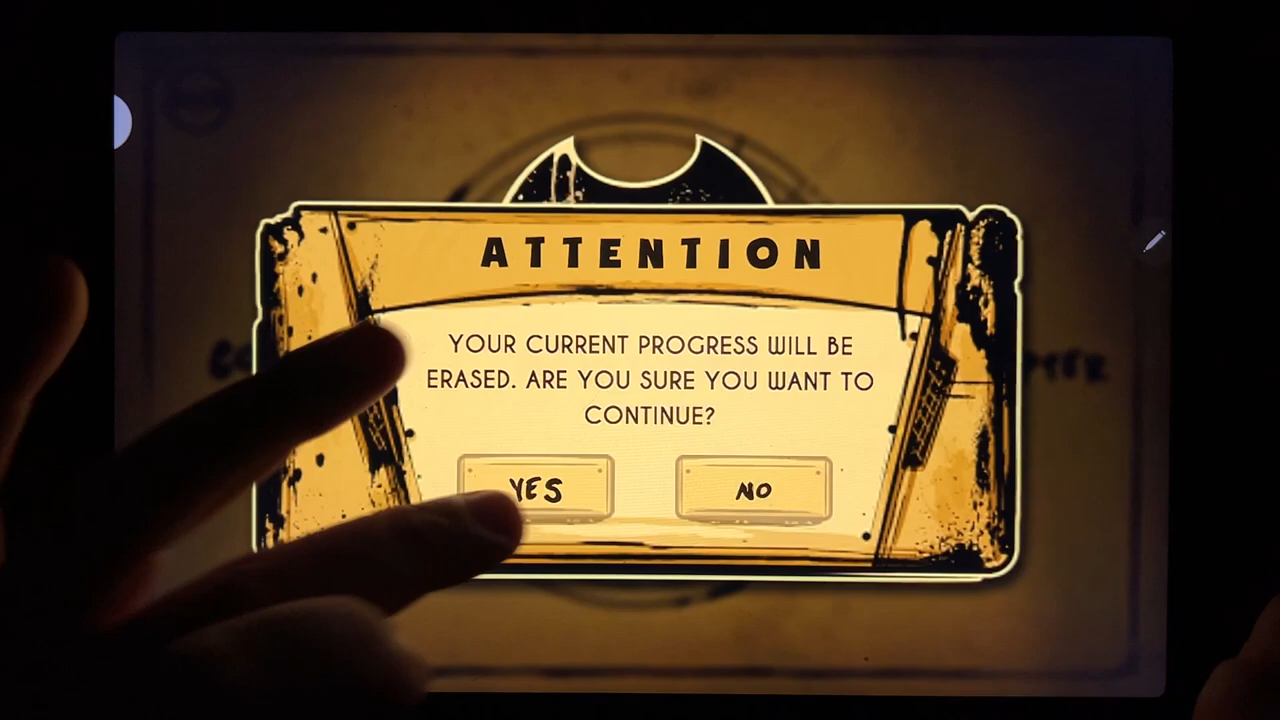 ATTENTION
YOUR CURRENT PROGRESS WILL BE
ERASED. ARE YOU SURE YOU WANT TO
CONTINUE?
YES
NO